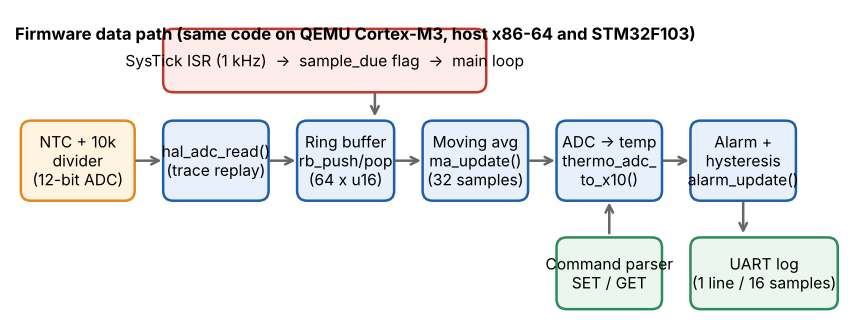 Firmware data path (same code on QEMU Cortex-M3, host x86-64 and STM32F103)
SysTick ISR (1 kHz) → sample_due flag → main loop
NTC + 10k
divider
(12-bit ADC)
hal_adc_read()
(trace replay)
Ring buffer
rb_push/pop
(64 x u16)
Moving avg
ma_update()
(32 samples)
ADC → temp
thermo_adc_
to_x10()
Alarm +
hysteresis
alarm_update()
Command parser
SET / GET
UART log
(1 line / 16 samples)